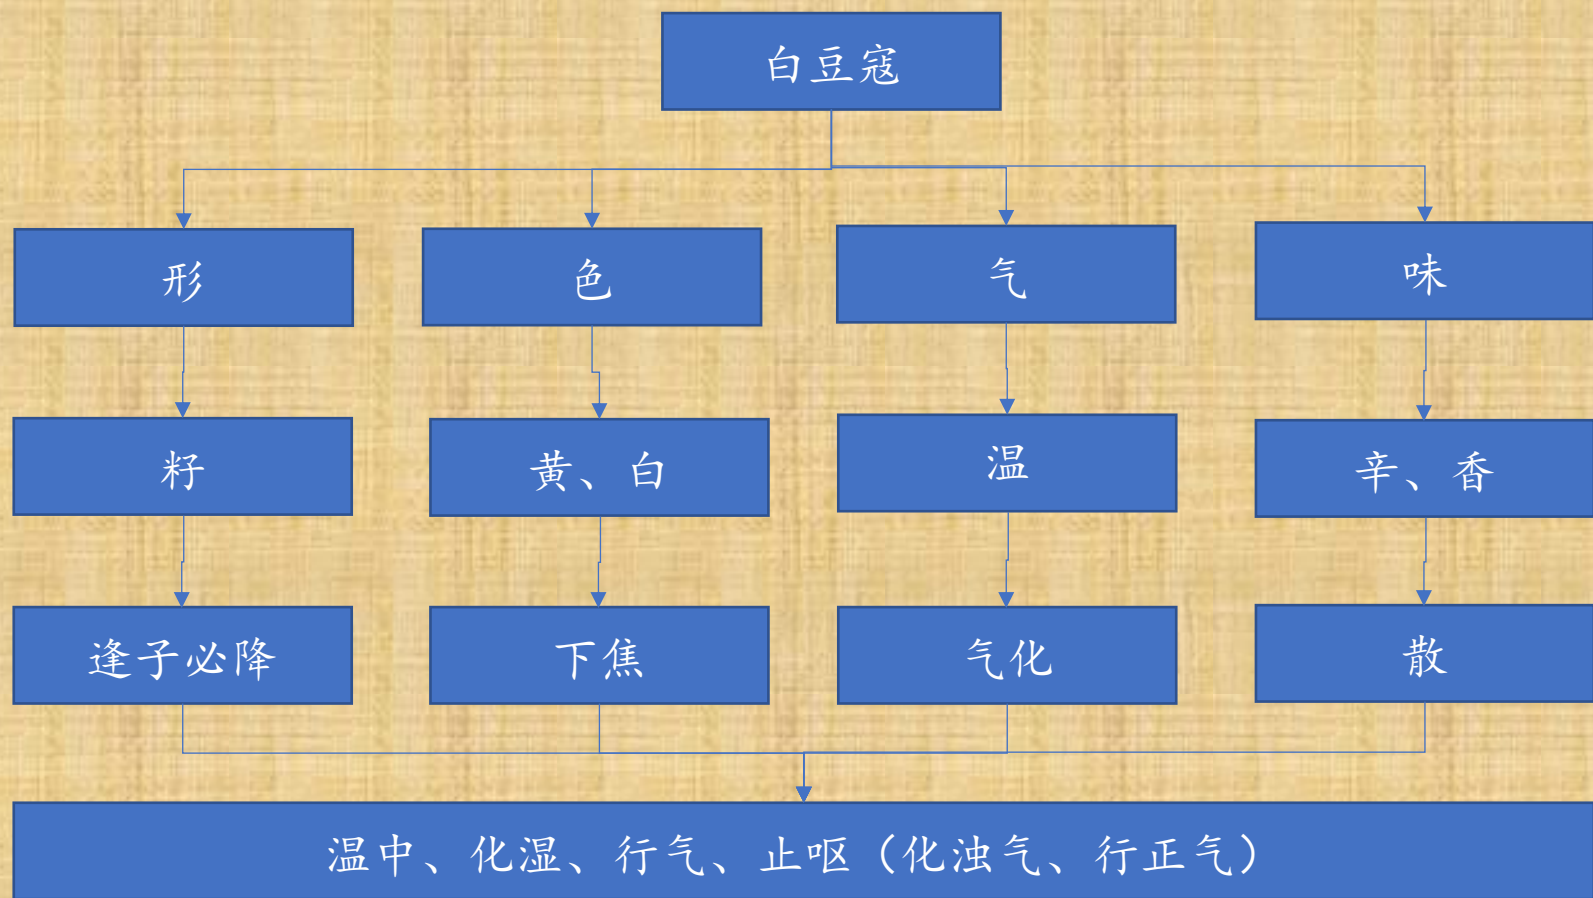 白豆寇
形
色
气
味
籽
黄、白
温
辛、香
逢子必降
下焦
气化
散
温中、化湿、行气、止呕（化浊气、行正气）